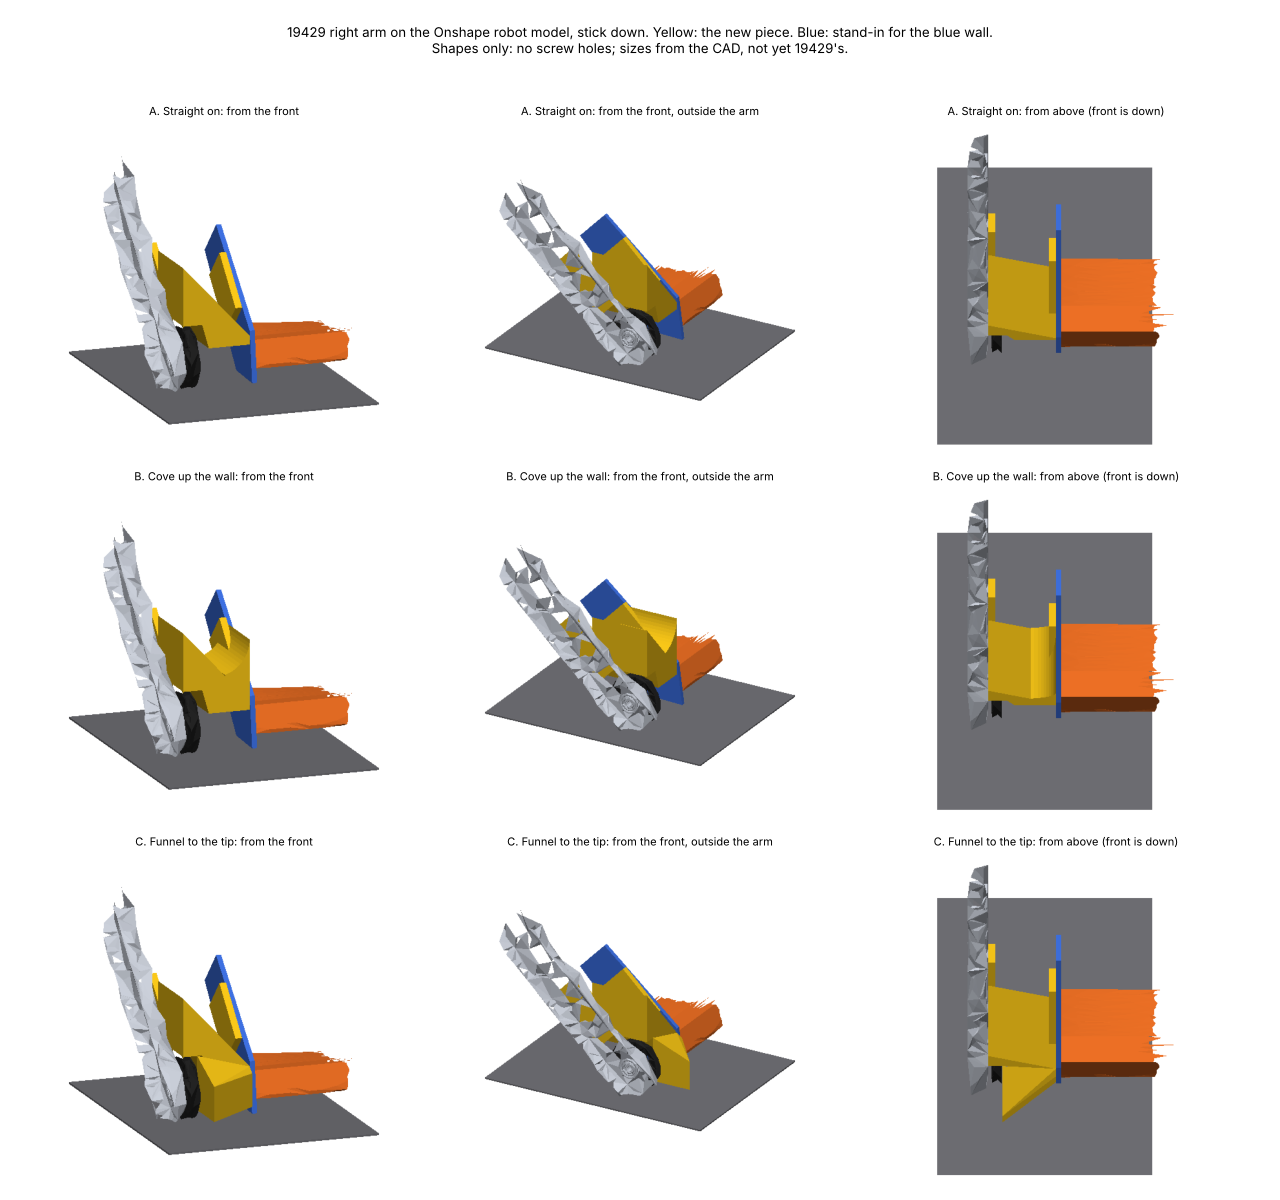 19429 right arm on the Onshape robot model, stick down. Yellow: the new piece. Blue: stand-in for the blue wall.
Shapes only: no screw holes; sizes from the CAD, not yet 19429's.
A. Straight on: from the front
A. Straight on: from the front, outside the arm
A. Straight on: from above (front is down)
B. Cove up the wall: from the front
B. Cove up the wall: from the front, outside the arm
B. Cove up the wall: from above (front is down)
C. Funnel to the tip: from the front
C. Funnel to the tip: from the front, outside the arm
C. Funnel to the tip: from above (front is down)